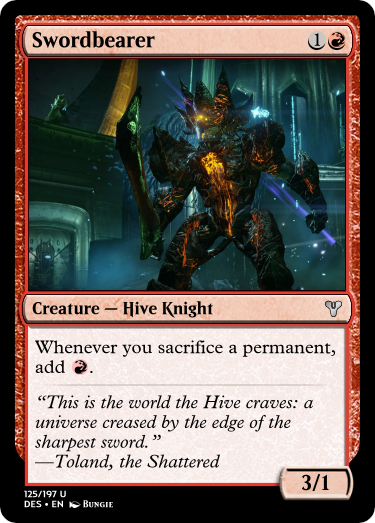 Swordbearer 1
Creature — Hive Knight
Whenever you sacrifice a permanent,
add .
“This is the world the Hive craves: a
universe creased by the edge of the
sharpest sword.”
—Toland, the Shattered
3/1
125/197 U
DES • EN Bungie